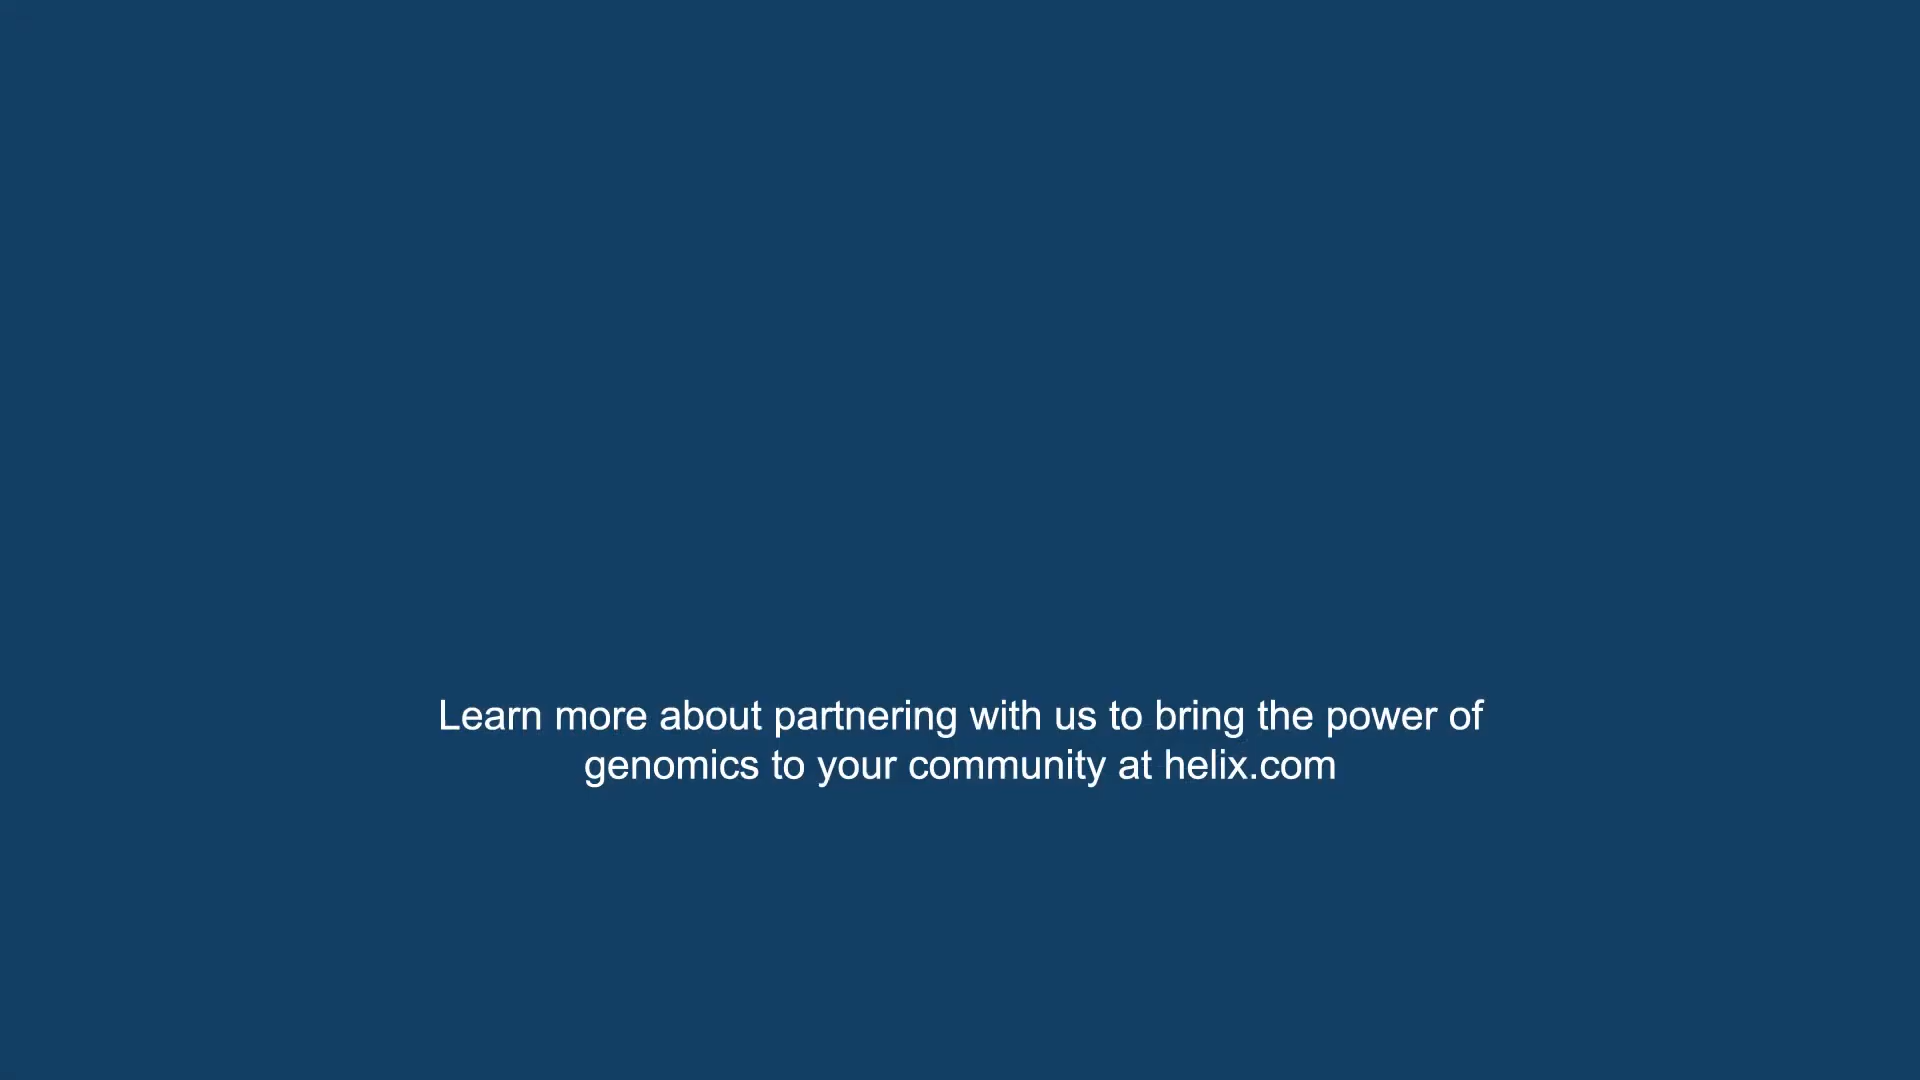 Learn more about partnering with us to bring the power of
genomics to your community at helix.com